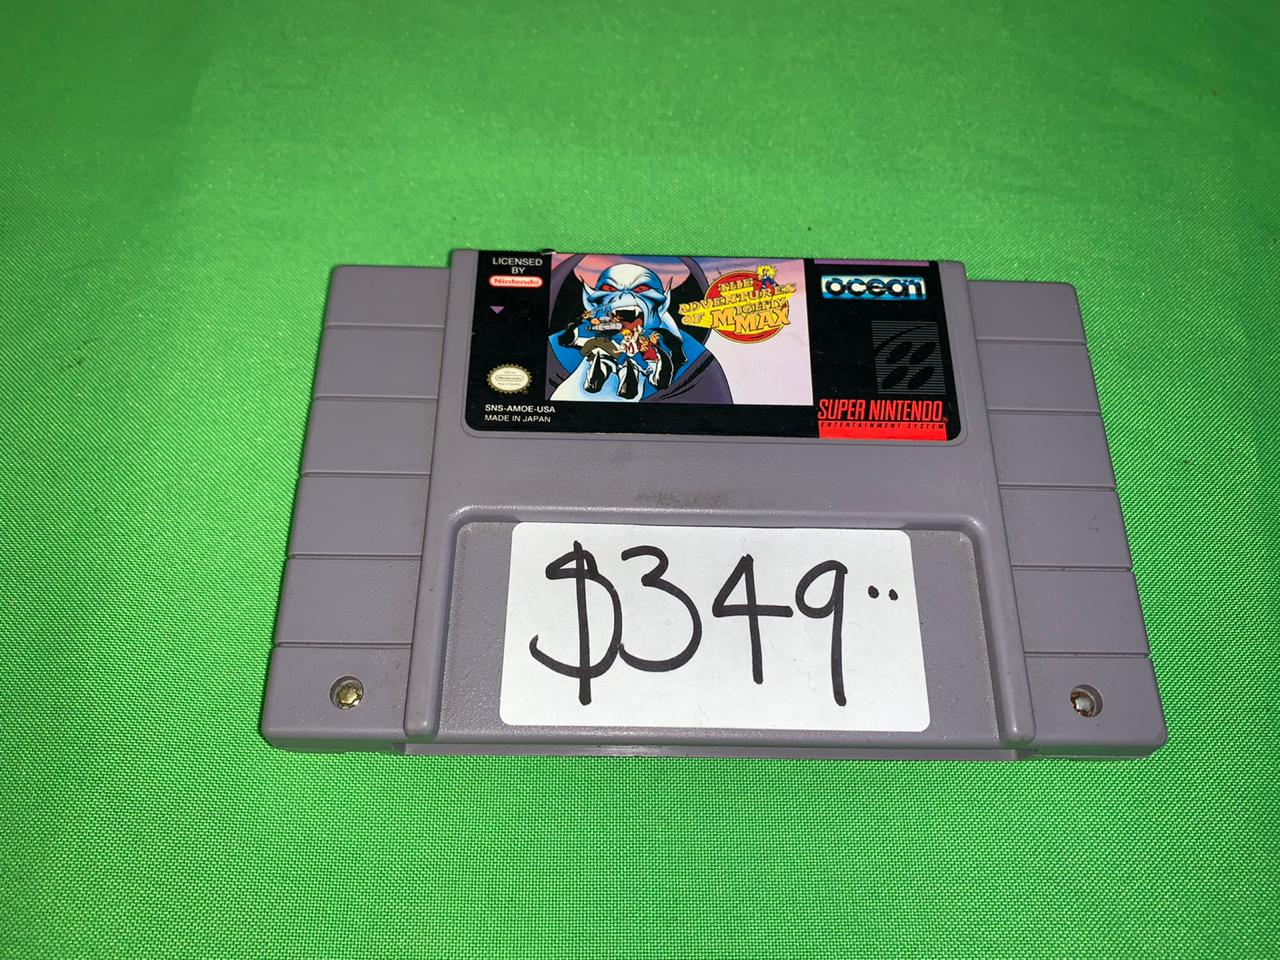 LICENSED
BY
Nintendo
THE
ADVENTURES
OF MIGHTY
MAX
ocean
Nintendo
SNS-AMOE-USA
MADE IN JAPAN
SUPER NINTENDO
ENTERTAINMENT SYSTEM
$349..